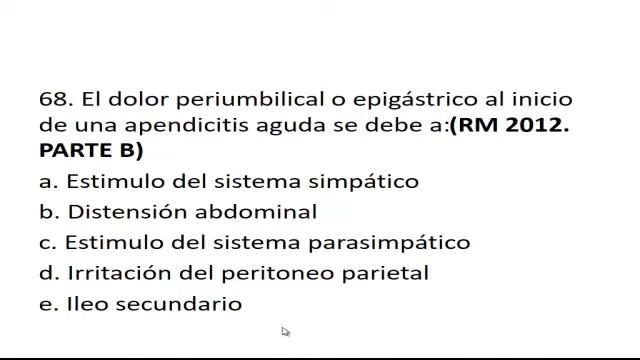 68. El dolor periumbilical o epigástrico al inicio
de una apendicitis aguda se debe a:(RM 2012.
PARTE B)
a. Estimulo del sistema simpático
b. Distensión abdominal
c. Estimulo del sistema parasimpático
d. Irritación del peritoneo parietal
e. Ileo secundario